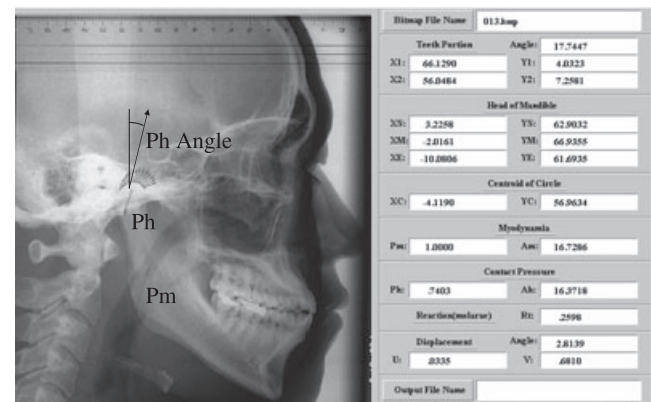 Ph Angle
Ph
Pm
Bitmap File Name 013.bmp
Teeth Portion Angle: 17.7447
X1: 66.1290 Y1: 4.0323
X2: 56.0484 Y2: 7.2581
Head of Mandible
XS: 3.2258 YS: 62.9032
XM: -2.0161 YM: 66.9355
XE: -10.0806 YE: 61.6935
Centroid of Circle
XC: -4.1190 YC: 56.9634
Myodynamia
Pm: 1.0000 Am: 16.7286
Contact Pressure
Ph: .7403 Ah: 16.3718
Reaction(molarse) Rt: .2598
Displacement Angle: 2.8139
U: .0335 V: .6810
Output File Name